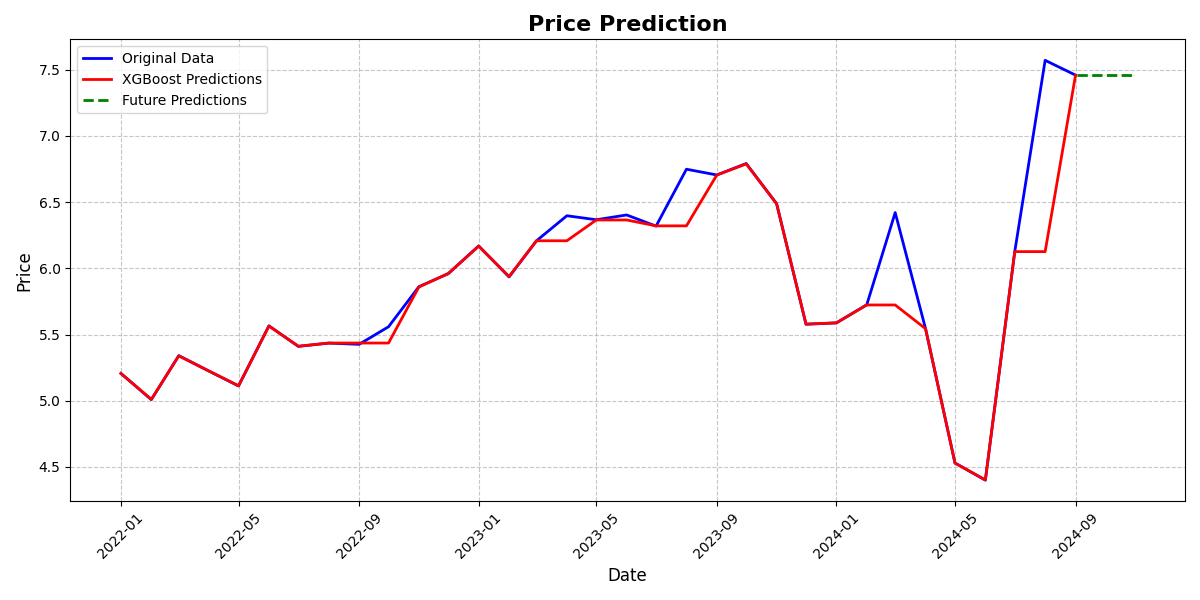 Price Prediction
Original Data
XGBoost Predictions
Future Predictions
7.5
7.0
6.5
6.0
5.5
5.0
4.5
Price
2022-01
2022-05
2022-09
2023-01
2023-05
2023-09
2024-01
2024-05
2024-09
Date